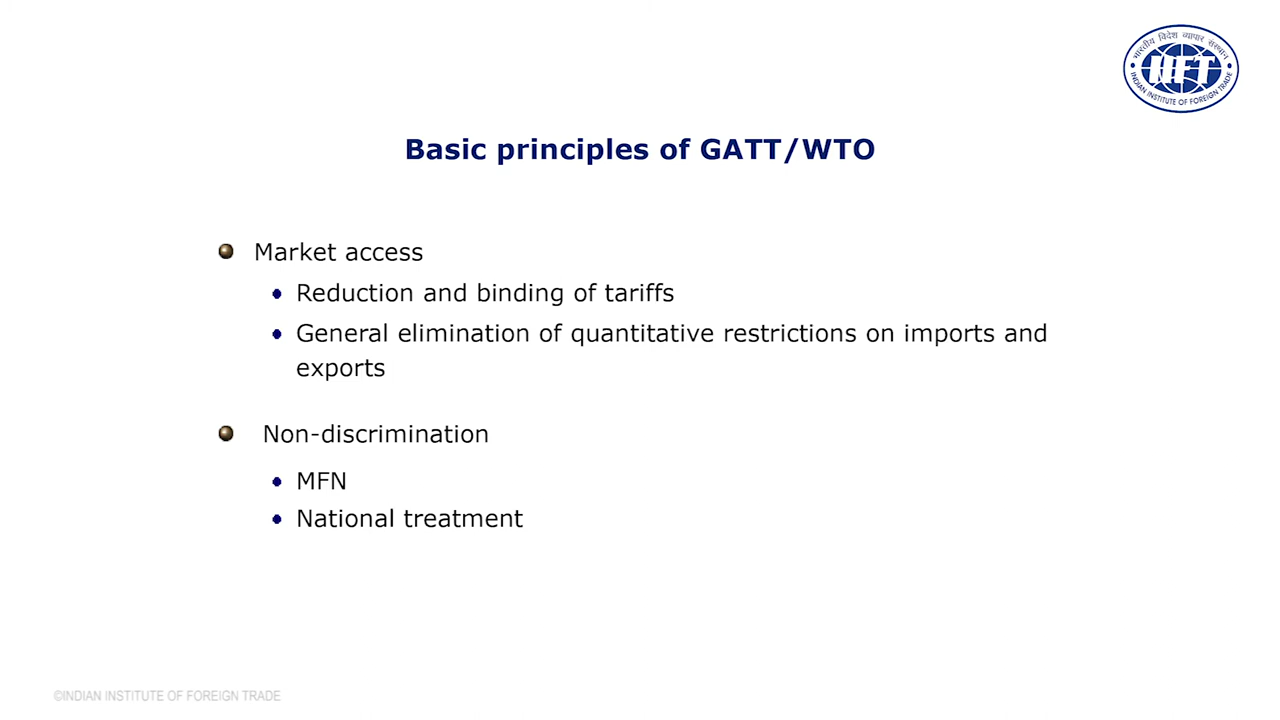 भारतीय विदेश व्यापार संस्थान
IIFT
INDIAN INSTITUTE OF FOREIGN TRADE
Basic principles of GATT/WTO
Market access
Reduction and binding of tariffs
General elimination of quantitative restrictions on imports and
exports
Non-discrimination
MFN
National treatment
©INDIAN INSTITUTE OF FOREIGN TRADE